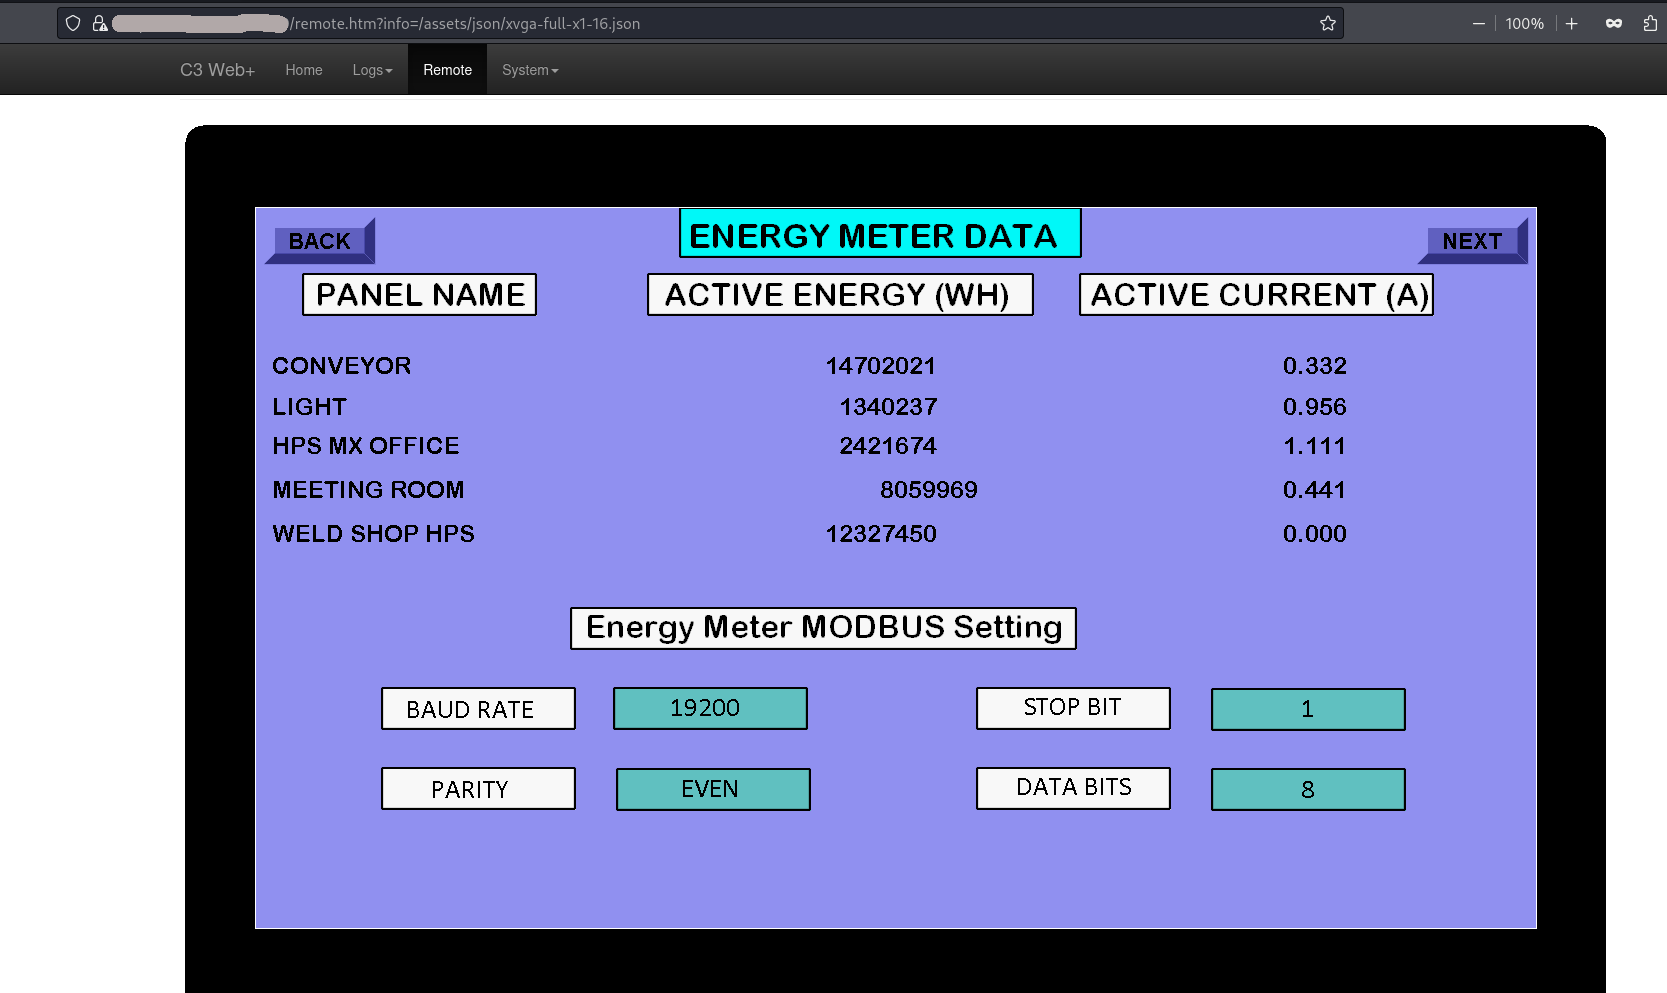 /remote.htm?info=/assets/json/xvga-full-x1-16.json 100%
C3 Web+ Home Logs Remote System
BACK ENERGY METER DATA NEXT
PANEL NAME ACTIVE ENERGY (WH) ACTIVE CURRENT (A)
CONVEYOR 14702021 0.332
LIGHT 1340237 0.956
HPS MX OFFICE 2421674 1.111
MEETING ROOM 8059969 0.441
WELD SHOP HPS 12327450 0.000
Energy Meter MODBUS Setting
BAUD RATE 19200 STOP BIT 1
PARITY EVEN DATA BITS 8